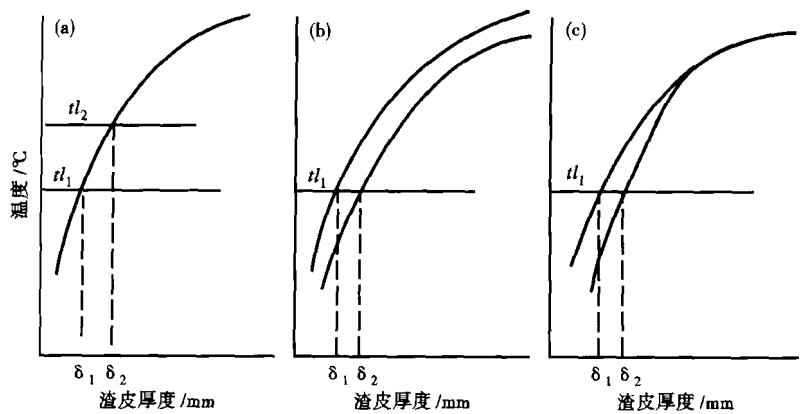 (a)
tl₂
tl₁
温度/℃
δ₁ δ₂
渣皮厚度/mm
(b)
tl₁
δ₁ δ₂
渣皮厚度/mm
(c)
tl₁
δ₁ δ₂
渣皮厚度/mm